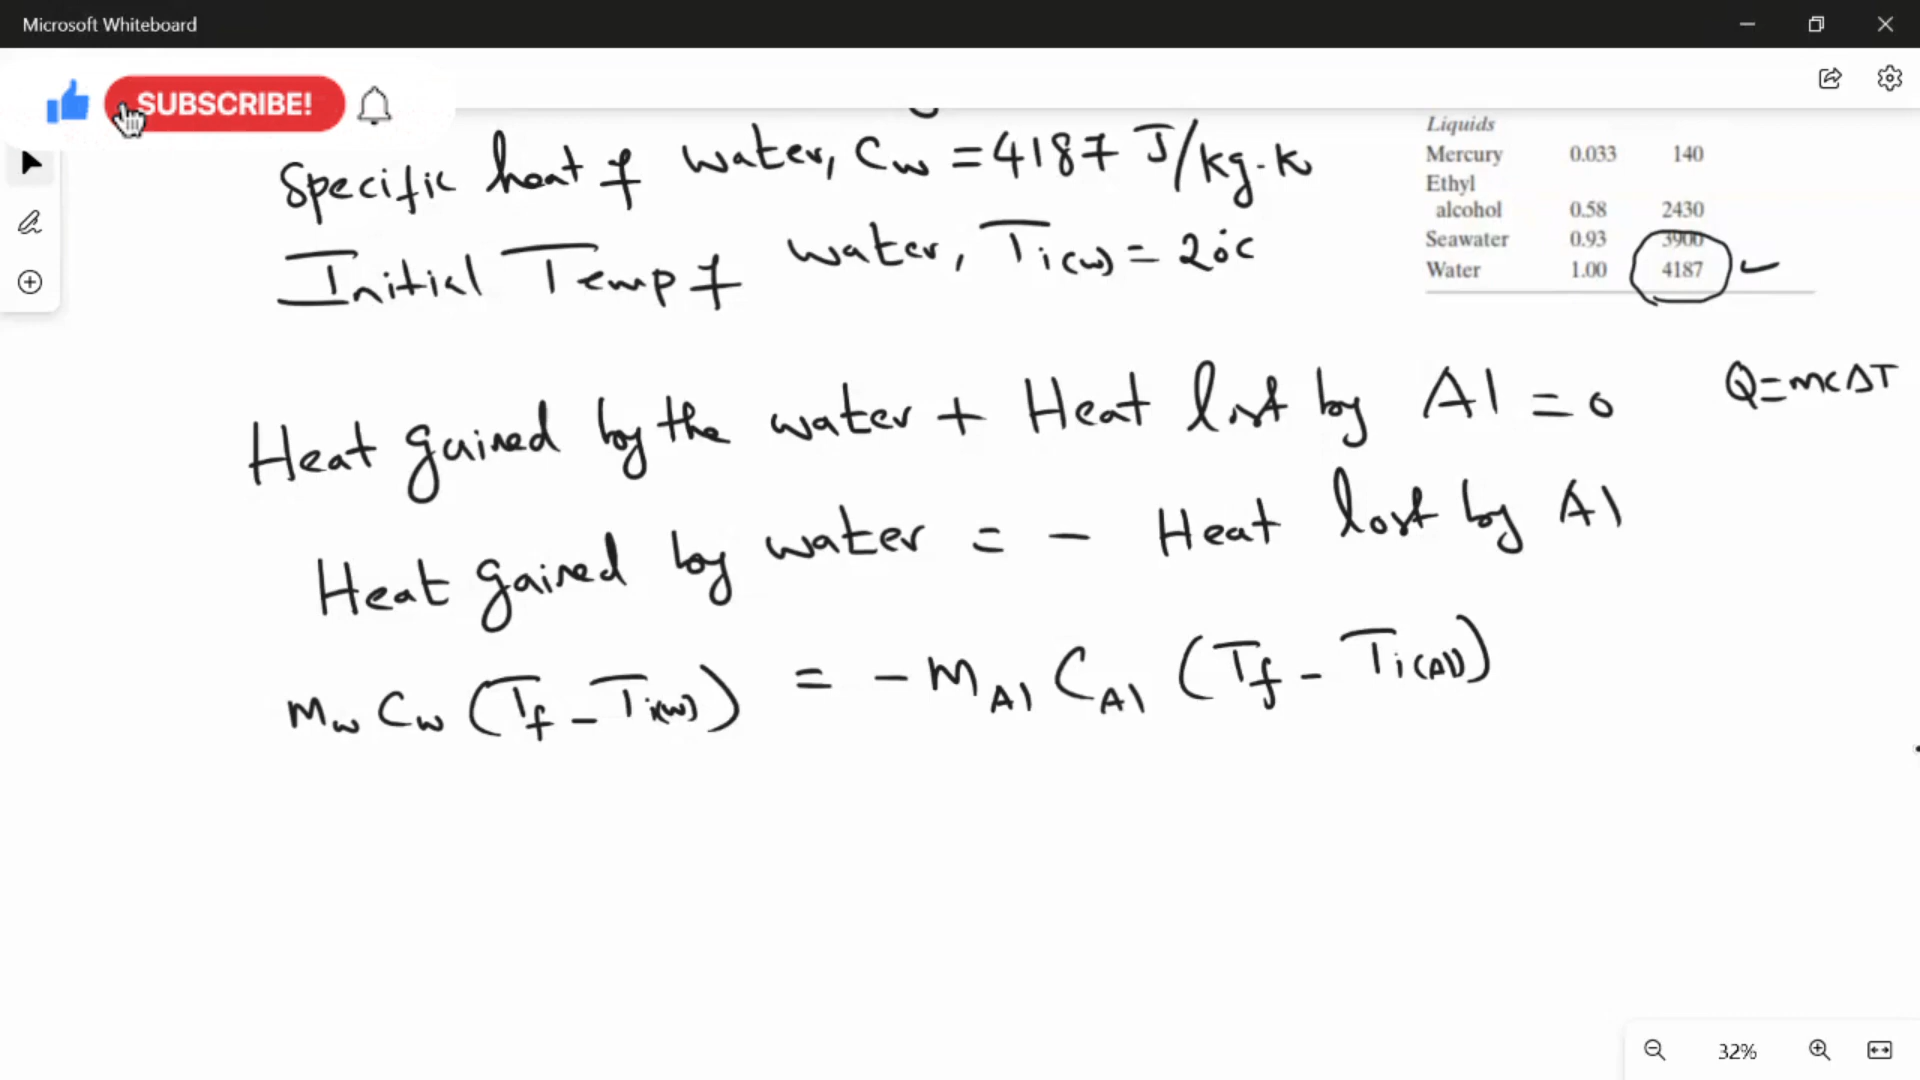 Microsoft Whiteboard
SUBSCRIBE!
Specific heat of water, Cw = 4187 J/kg.K
Initial Temp of water, Ti(w) = 20°C
Liquids
Mercury 0.033 140
Ethyl
alcohol 0.58 2430
Seawater 0.93 3900
Water 1.00 4187
Q = mcΔT
Heat gained by the water + Heat lost by Al = 0
Heat gained by water = - Heat lost by Al
mw Cw (Tf - Ti(w)) = - mAl CAl (Tf - Ti(Al))
32%